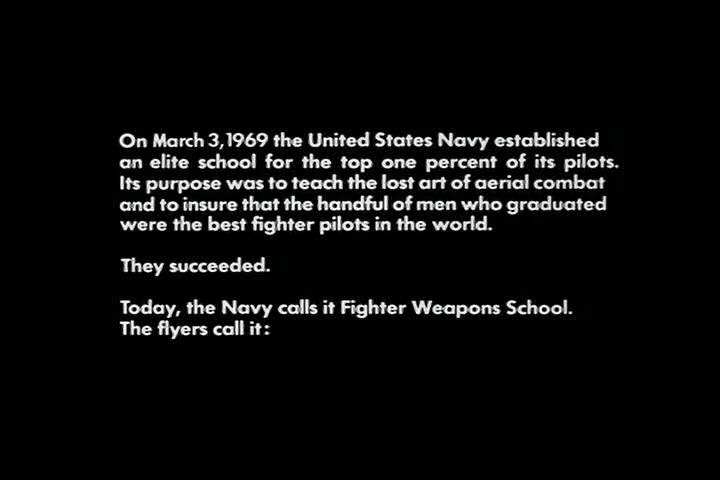 On March 3,1969 the United States Navy established
an elite school for the top one percent of its pilots.
Its purpose was to teach the lost art of aerial combat
and to insure that the handful of men who graduated
were the best fighter pilots in the world.
They succeeded.
Today, the Navy calls it Fighter Weapons School.
The flyers call it: